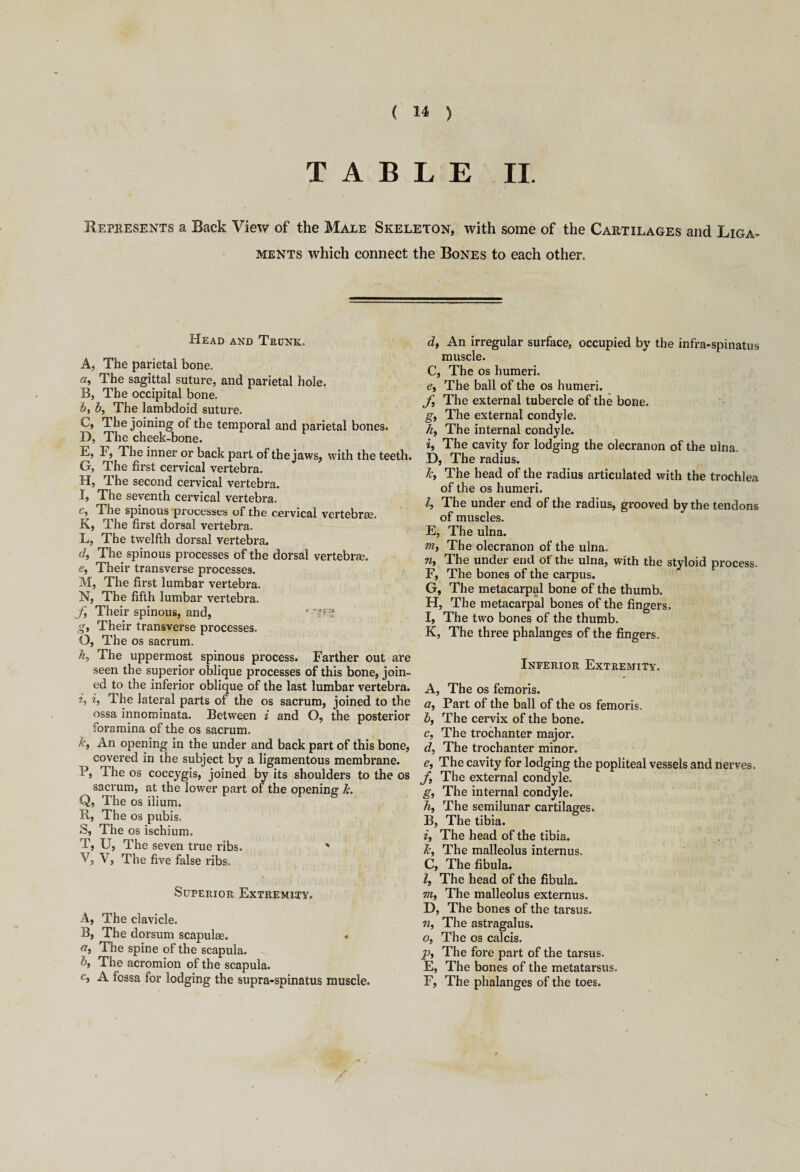 ( 14 )
TABLE II.
REPRESENTS a Back View of the MALE SKELETON, with some of the CARTILAGES and LIGA-
MENTS which connect the BONES to each other.
HEAD AND TRUNK.
A, The parietal bone.
a, The sagittal suture, and parietal hole.
B, The occipital bone.
b, b, The lambdoid suture.
C, The joining of the temporal and parietal bones.
D, The cheek-bone.
E, F, The inner or back part of the jaws, with the teeth.
G, The first cervical vertebra.
H, The second cervical vertebra.
I, The seventh cervical vertebra.
c, The spinous processes of the cervical vertebræ.
K, The first dorsal vertebra.
L, The twelfth dorsal vertebra.
d, The spinous processes of the dorsal vertebræ.
e, Their transverse processes.
M, The first lumbar vertebra.
N, The fifth lumbar vertebra.
f, Their spinous, and,
g, Their transverse processes.
O, The os sacrum.
h, The uppermost spinous process. Farther out are
seen the superior oblique processes of this bone, join-
ed to the inferior oblique of the last lumbar vertebra.
i, i, The lateral parts of the os sacrum, joined to the
ossa innominata. Between i and O, the posterior
foramina of the os sacrum.
k, An opening in the under and back part of this bone,
covered in the subject by a ligamentous membrane.
P, The os coccygis, joined by its shoulders to the os
sacrum, at the lower part of the opening k.
Q, The os ilium.
R, The os pubis.
S, The os ischium.
T, U, The seven true ribs.
V, V, The five false ribs.
SUPERIOR EXTREMITY.
A, The clavicle.
B, The dorsum scapulæ.
a, The spine of the scapula.
b, The acromion of the scapula.
c, A fossa for lodging the supra-spinatus muscle.
d, An irregular surface, occupied by the infra-spinatus
muscle.
C, The os humeri.
e, The ball of the os humeri.
f, The external tubercle of the bone.
g, The external condyle.
h, The internal condyle.
i, The cavity for lodging the olecranon of the ulna.
D, The radius.
k, The head of the radius articulated with the trochlea
of the os humeri.
l, The under end of the radius, grooved by the tendons
of muscles.
E, The ulna.
m, The olecranon of the ulna.
n, The under end of the ulna, with the styloid process.
F, The bones of the carpus.
G, The metacarpal bone of the thumb.
H, The metacarpal bones of the fingers.
I, The two bones of the thumb.
K, The three phalanges of the fingers.
INFERIOR EXTREMITY.
A, The os femoris.
a, Part of the ball of the os femoris.
b, The cervix of the bone.
c, The trochanter major.
d, The trochanter minor.
e, The cavity for lodging the popliteal vessels and nerves.
f, The external condyle.
g, The internal condyle.
h, The semilunar cartilages.
B, The tibia.
i, The head of the tibia.
k, The malleolus internus.
C, The fibula.
l, The head of the fibula.
m, The malleolus externus.
D, The bones of the tarsus.
n, The astragalus.
o, The os calcis.
p, The fore part of the tarsus.
E, The bones of the metatarsus.
F, The phalanges of the toes.